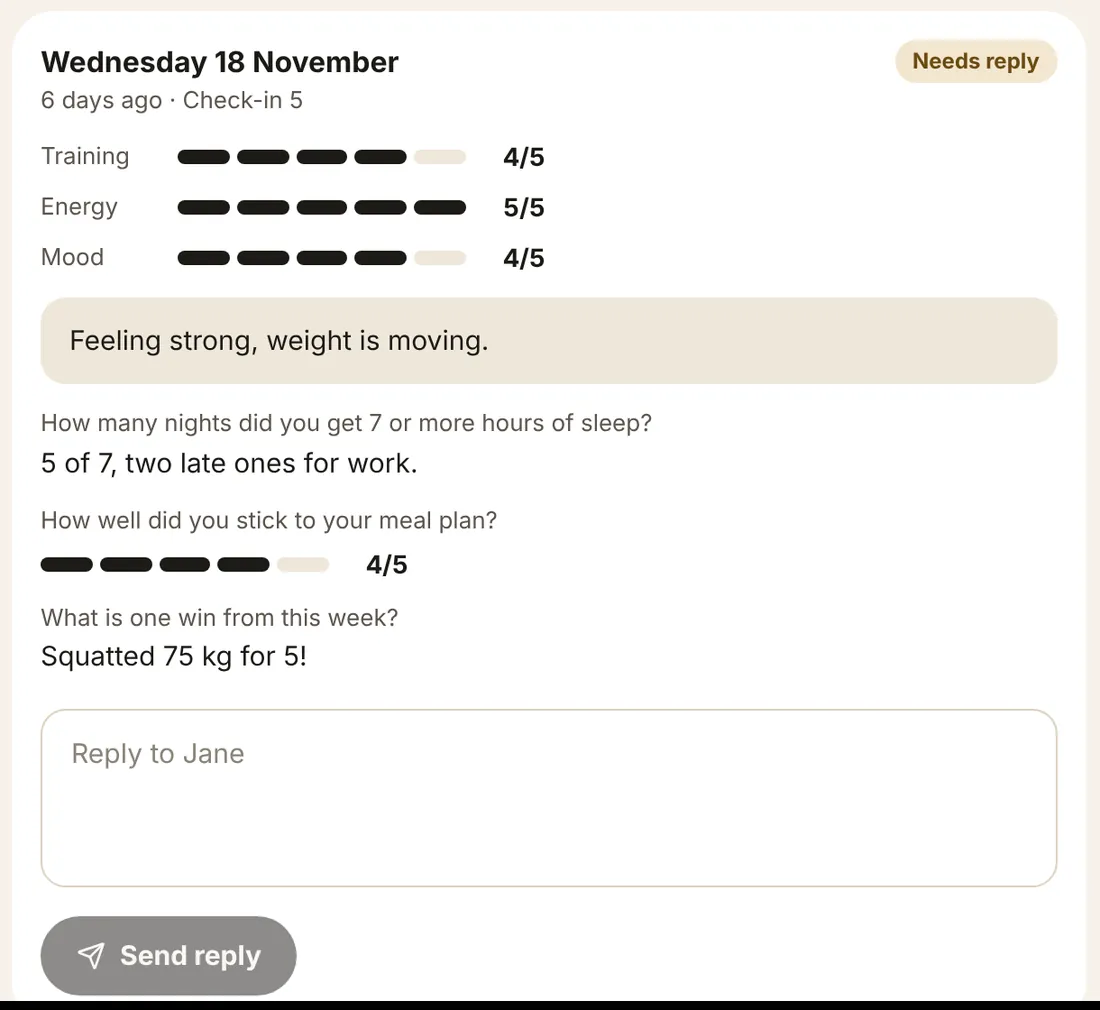 Wednesday 18 November
Needs reply
6 days ago · Check-in 5
Training 4/5
Energy 5/5
Mood 4/5
Feeling strong, weight is moving.
How many nights did you get 7 or more hours of sleep?
5 of 7, two late ones for work.
How well did you stick to your meal plan?
4/5
What is one win from this week?
Squatted 75 kg for 5!
Reply to Jane
Send reply